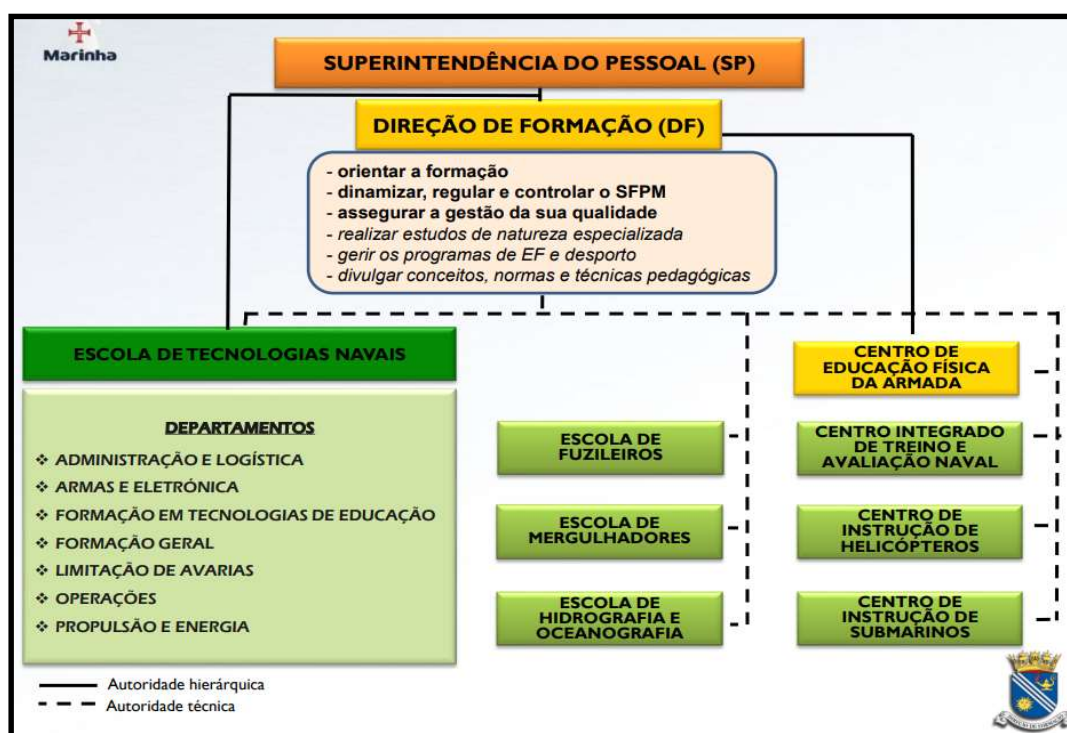 Marinha
SUPERINTENDÊNCIA DO PESSOAL (SP)
DIREÇÃO DE FORMAÇÃO (DF)
- orientar a formação
- dinamizar, regular e controlar o SFPM
- assegurar a gestão da sua qualidade
- realizar estudos de natureza especializada
- gerir os programas de EF e desporto
- divulgar conceitos, normas e técnicas pedagógicas
ESCOLA DE TECNOLOGIAS NAVAIS
DEPARTAMENTOS
❖ ADMINISTRAÇÃO E LOGÍSTICA
❖ ARMAS E ELETRÓNICA
❖ FORMAÇÃO EM TECNOLOGIAS DE EDUCAÇÃO
❖ FORMAÇÃO GERAL
❖ LIMITAÇÃO DE AVARIAS
❖ OPERAÇÕES
❖ PROPULSÃO E ENERGIA
ESCOLA DE
FUZILEIROS
ESCOLA DE
MERGULHADORES
ESCOLA DE
HIDROGRAFIA E
OCEANOGRAFIA
CENTRO DE
EDUCAÇÃO FÍSICA
DA ARMADA
CENTRO INTEGRADO
DE TREINO E
AVALIAÇÃO NAVAL
CENTRO DE
INSTRUÇÃO DE
HELICÓPTEROS
CENTRO DE
INSTRUÇÃO DE
SUBMARINOS
Autoridade hierárquica
Autoridade técnica